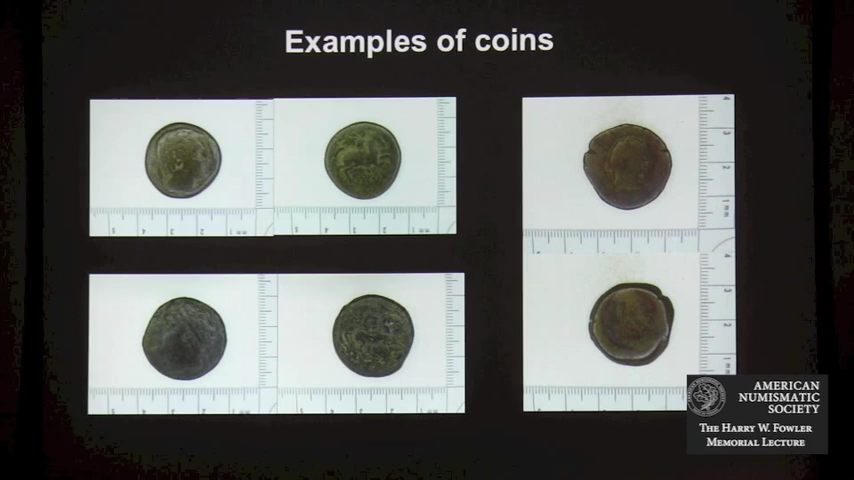 Examples of coins
AMERICAN
NUMISMATIC
SOCIETY
THE HARRY W. FOWLER
MEMORIAL LECTURE